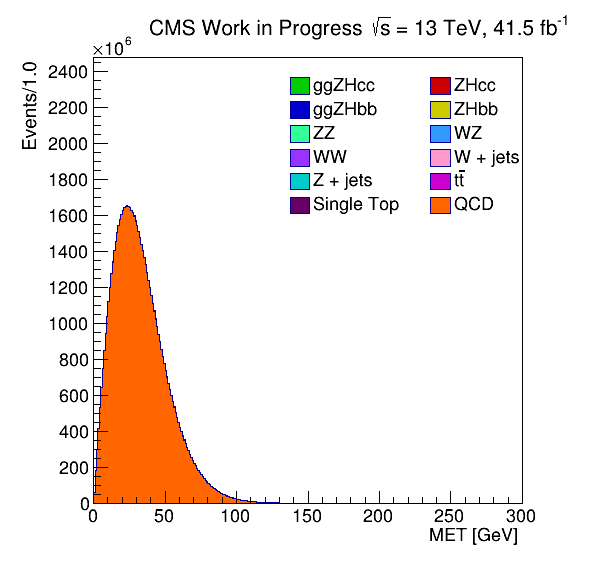 CMS Work in Progress √s = 13 TeV, 41.5 fb⁻¹
×10⁶
Events/1.0
2400
2200
2000
1800
1600
1400
1200
1000
800
600
400
200
0
ggZHcc ZHcc
ggZHbb ZHbb
ZZ WZ
WW W + jets
Z + jets tt̄
Single Top QCD
0 50 100 150 200 250 300
MET [GeV]